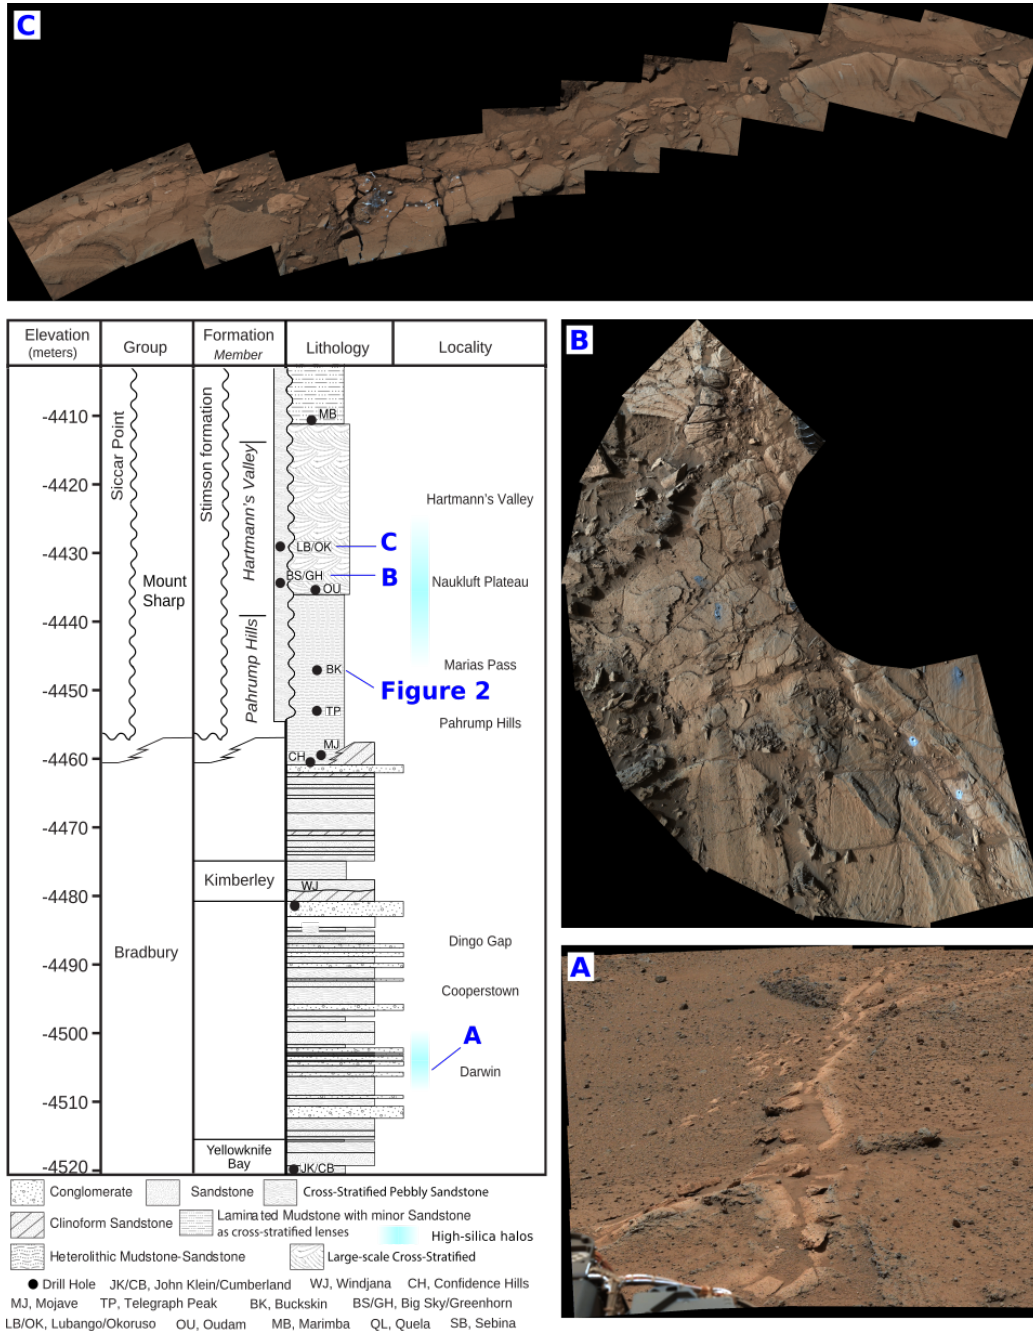 C
Elevation
(meters)
Group
Formation
Member
Lithology
Locality
B
-4410
-4420
-4430
-4440
-4450
-4460
-4470
-4480
-4490
-4500
-4510
-4520
Siccar Point
Mount
Sharp
Bradbury
Stimson formation
Hartmann's Valley
Pahrump Hills
Kimberley
Yellowknife
Bay
MB
LB/OK
C
BS/GH
B
OU
BK
Figure 2
TP
MJ
CH
WJ
JK/CB
Hartmann's Valley
Naukluft Plateau
Marias Pass
Pahrump Hills
Dingo Gap
Cooperstown
A
Darwin
A
Conglomerate
Sandstone
Cross-Stratified Pebbly Sandstone
Clinoform Sandstone
Laminated Mudstone with minor Sandstone
as cross-stratified lenses
High-silica halos
Heterolithic Mudstone-Sandstone
Large-scale Cross-Stratified
Drill Hole JK/CB, John Klein/Cumberland WJ, Windjana CH, Confidence Hills
MJ, Mojave TP, Telegraph Peak BK, Buckskin BS/GH, Big Sky/Greenhorn
LB/OK, Lubango/Okoruso OU, Oudam MB, Marimba QL, Quela SB, Sebina